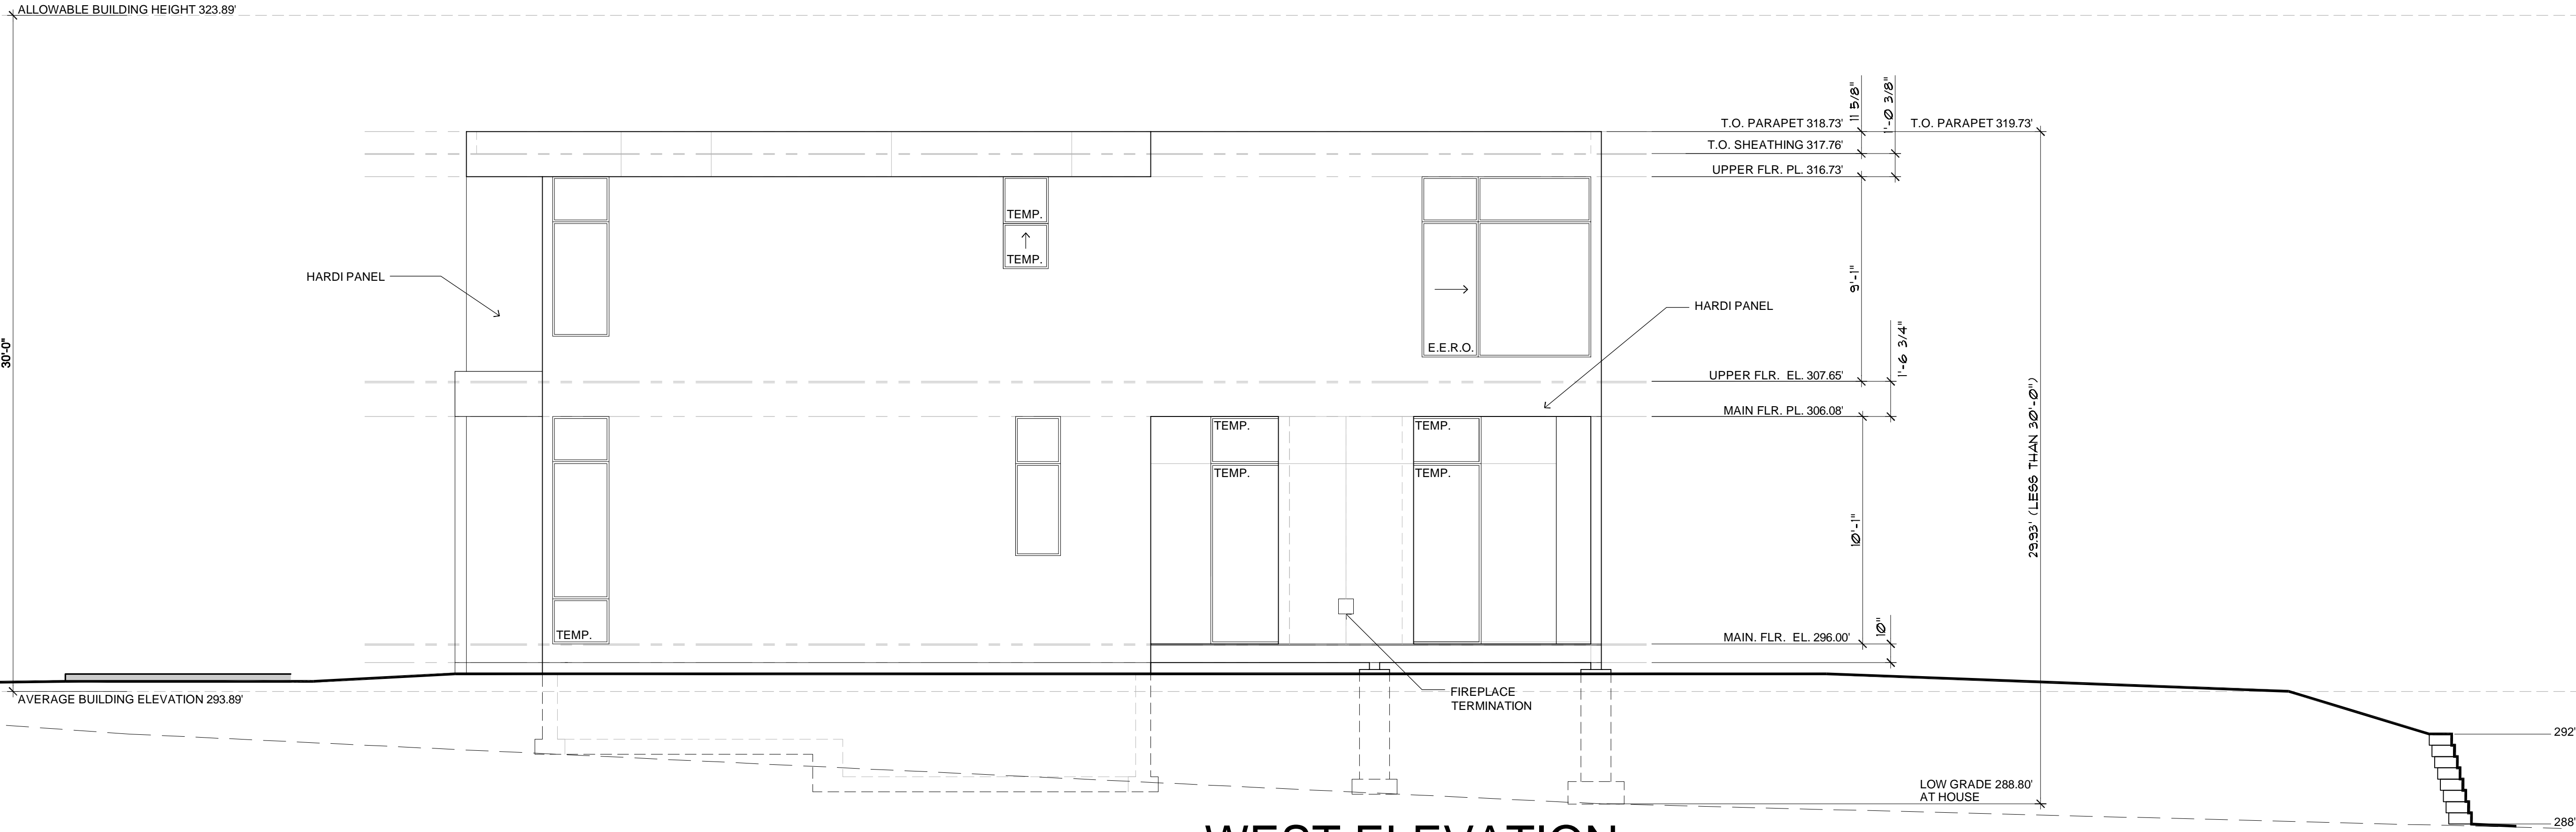 ALLOWABLE BUILDING HEIGHT 323.89'
30'-0"
AVERAGE BUILDING ELEVATION 293.89'
HARDI PANEL
TEMP.
TEMP.
E.E.R.O.
HARDI PANEL
TEMP.
TEMP.
TEMP.
TEMP.
TEMP.
FIREPLACE
TERMINATION
T.O. PARAPET 318.73'
T.O. SHEATHING 317.76'
UPPER FLR. PL. 316.73'
UPPER FLR. EL. 307.65'
MAIN FLR. PL. 306.08'
MAIN. FLR. EL. 296.00'
11 5/8"
1'-0 3/8"
9'-1"
1'-6 3/4"
10'-1"
10"
T.O. PARAPET 319.73'
29.93' (LESS THAN 30'-0")
LOW GRADE 288.80'
AT HOUSE
292'
288'
WEST ELEVATION